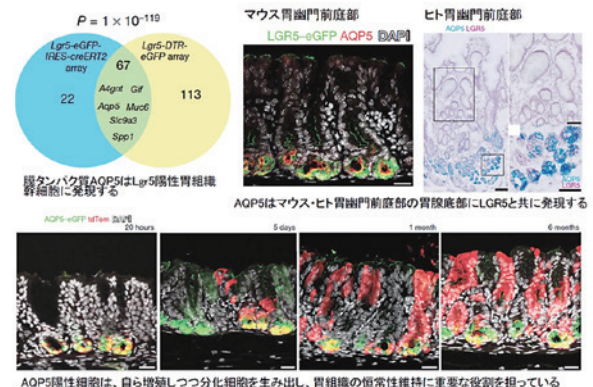 P = 1 × 10⁻¹¹⁹
Lgr5-eGFP-IRES-creERT2 array
Lgr5-DTR-eGFP array
22
67
113
A4gnt Gif
Aqp5 Muc6
Slc9a3
Spp1
膜タンパク質AQP5はLgr5陽性胃組織
幹細胞に発現する
マウス胃幽門前庭部
LGR5–eGFP AQP5 DAPI
ヒト胃幽門前庭部
AQP5 LGR5
AQP5
LGR5
AQP5はマウス・ヒト胃幽門前庭部の胃腺底部にLGR5と共に発現する
AQP5–eGFP tdTom DAPI
20 hours
5 days
1 month
6 months
AQP5陽性細胞は、自ら増殖しつつ分化細胞を生み出し、胃組織の恒常性維持に重要な役割を担っている